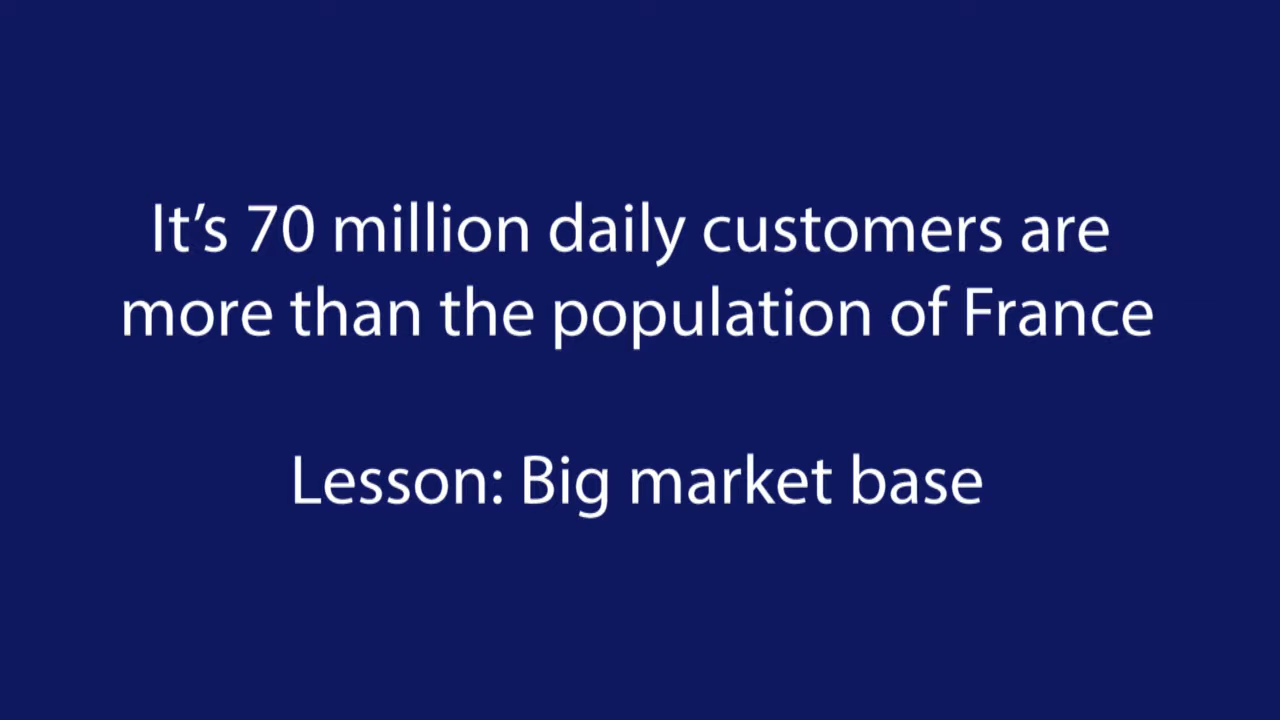 It’s 70 million daily customers are
more than the population of France
Lesson: Big market base